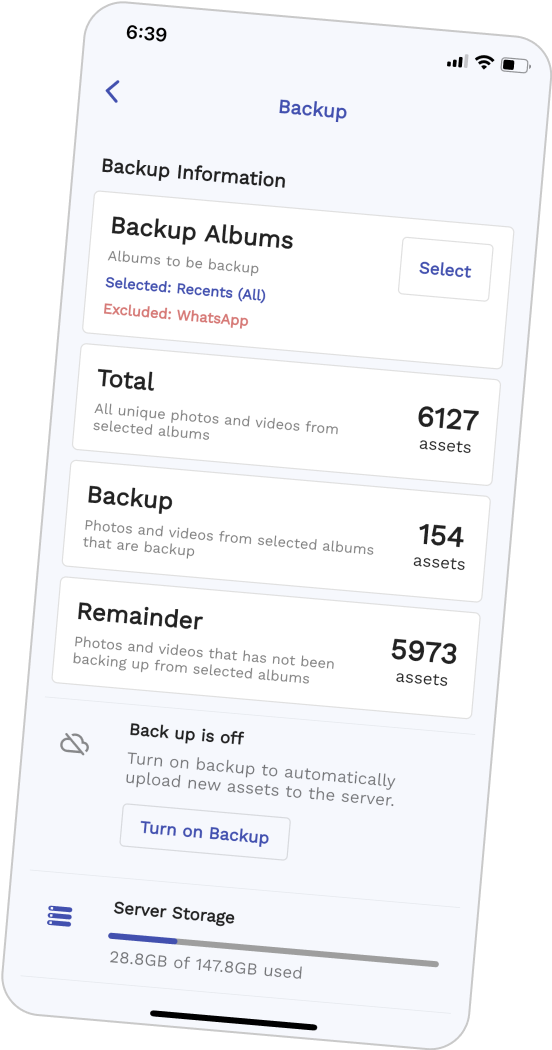 6:39
Backup
Backup Information
Backup Albums
Albums to be backup
Selected: Recents (All)
Excluded: WhatsApp
Select
Total
All unique photos and videos from
selected albums
6127
assets
Backup
Photos and videos from selected albums
that are backup
154
assets
Remainder
Photos and videos that has not been
backing up from selected albums
5973
assets
Back up is off
Turn on backup to automatically
upload new assets to the server.
Turn on Backup
Server Storage
28.8GB of 147.8GB used